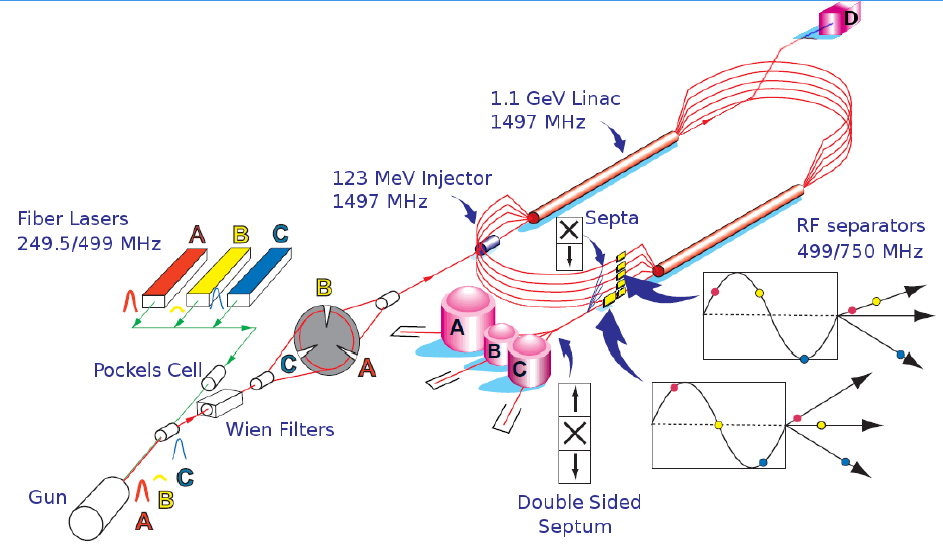 D
1.1 GeV Linac
1497 MHz
123 MeV Injector
1497 MHz
Fiber Lasers
249.5/499 MHz
A
B
C
Septa
RF separators
499/750 MHz
B
C
A
A
B
C
Pockels Cell
Wien Filters
Gun
A
B
C
Double Sided
Septum